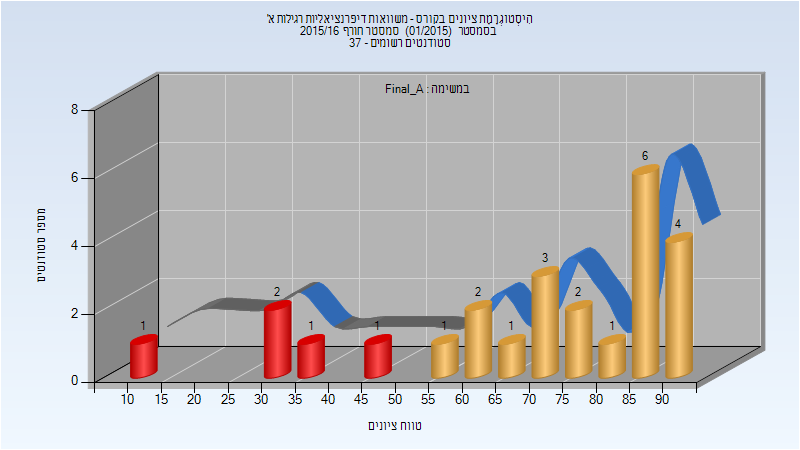 הִיסְטוֹגְרָמַת ציונים בקורס - משוואות דיפרנציאליות רגילות א'
בסמסטר (01/2015) סמסטר חורף 2015/16
סטודנטים רשומים - 37
במשימה : Final_A
מספר סטודנטים
8
6
4
2
0
1
2
1
1
1
2
1
3
2
1
6
4
10 15 20 25 30 35 40 45 50 55 60 65 70 75 80 85 90
טווח ציונים